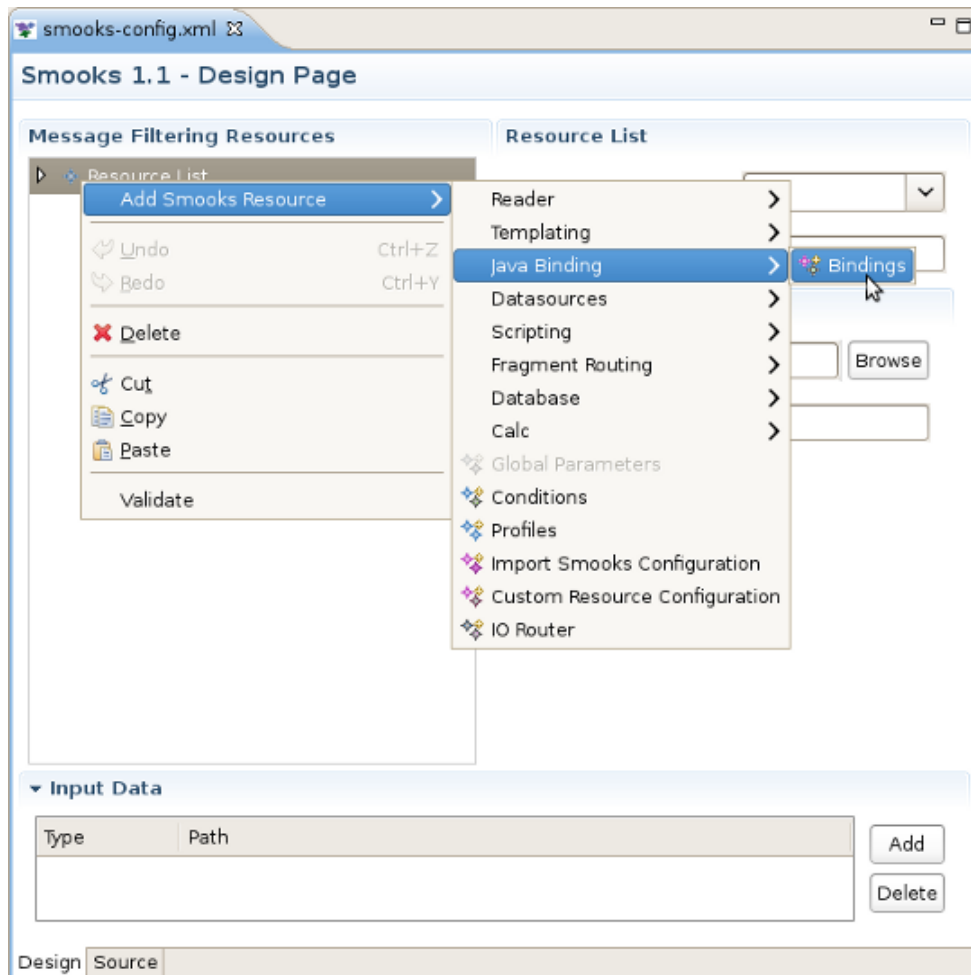 smooks-config.xml
Smooks 1.1 - Design Page
Message Filtering Resources
Resource List
Resource List
Add Smooks Resource
Undo Ctrl+Z
Redo Ctrl+Y
Delete
Cut
Copy
Paste
Validate
Reader
Templating
Java Binding
Datasources
Scripting
Fragment Routing
Database
Calc
Global Parameters
Conditions
Profiles
Import Smooks Configuration
Custom Resource Configuration
IO Router
Bindings
Browse
Input Data
Type Path
Add
Delete
Design Source